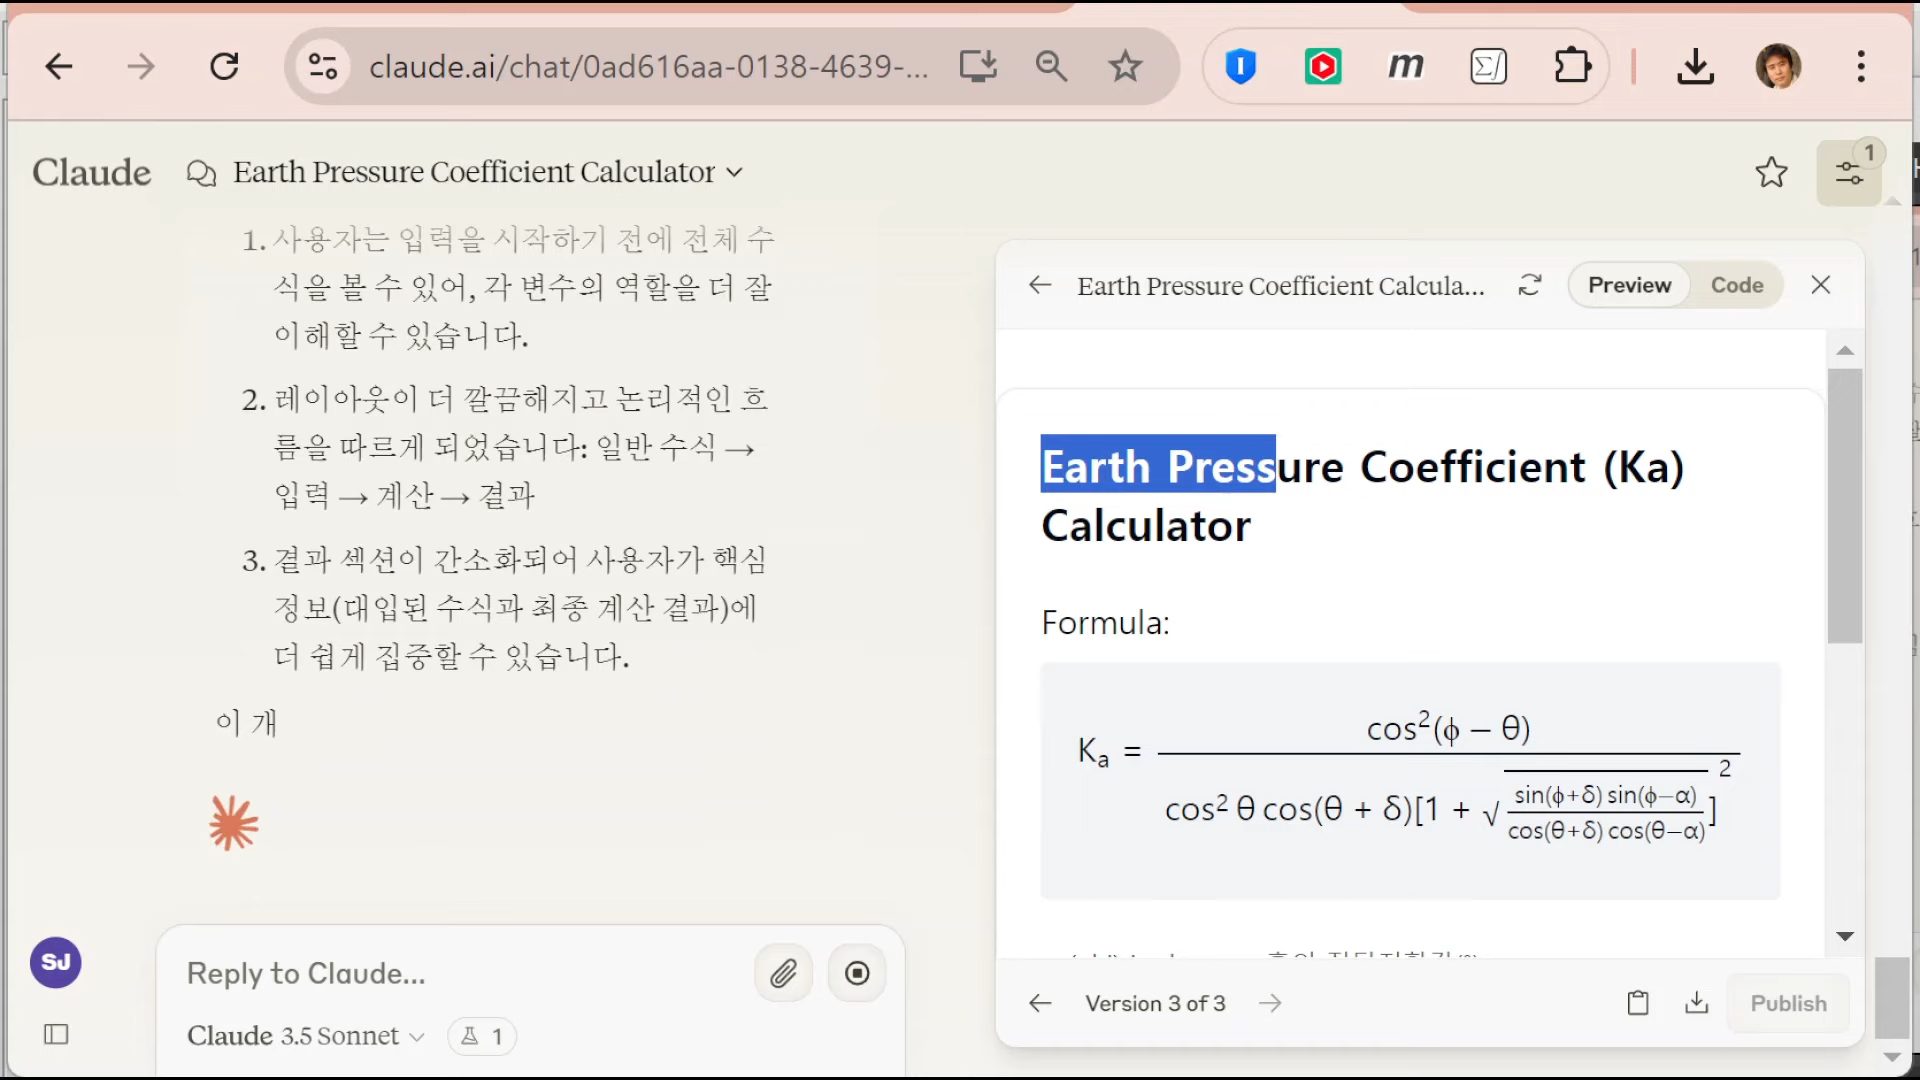 claude.ai/chat/0ad616aa-0138-4639-...
Claude
Earth Pressure Coefficient Calculator
1
1. 사용자는 입력을 시작하기 전에 전체 수
식을 볼 수 있어, 각 변수의 역할을 더 잘
이해할 수 있습니다.
2. 레이아웃이 더 깔끔해지고 논리적인 흐
름을 따르게 되었습니다: 일반 수식 →
입력 → 계산 → 결과
3. 결과 섹션이 간소화되어 사용자가 핵심
정보(대입된 수식과 최종 계산 결과)에
더 쉽게 집중할 수 있습니다.
이 개
SJ
Reply to Claude...
Claude 3.5 Sonnet
1
Earth Pressure Coefficient Calcula...
Preview
Code
Earth Pressure Coefficient (Ka)
Calculator
Formula:
Kₐ = cos²(ϕ − θ)
cos² θ cos(θ + δ)[1 + √ sin(ϕ+δ) sin(ϕ−α) ]²
cos(θ+δ) cos(θ−α)
Version 3 of 3
Publish